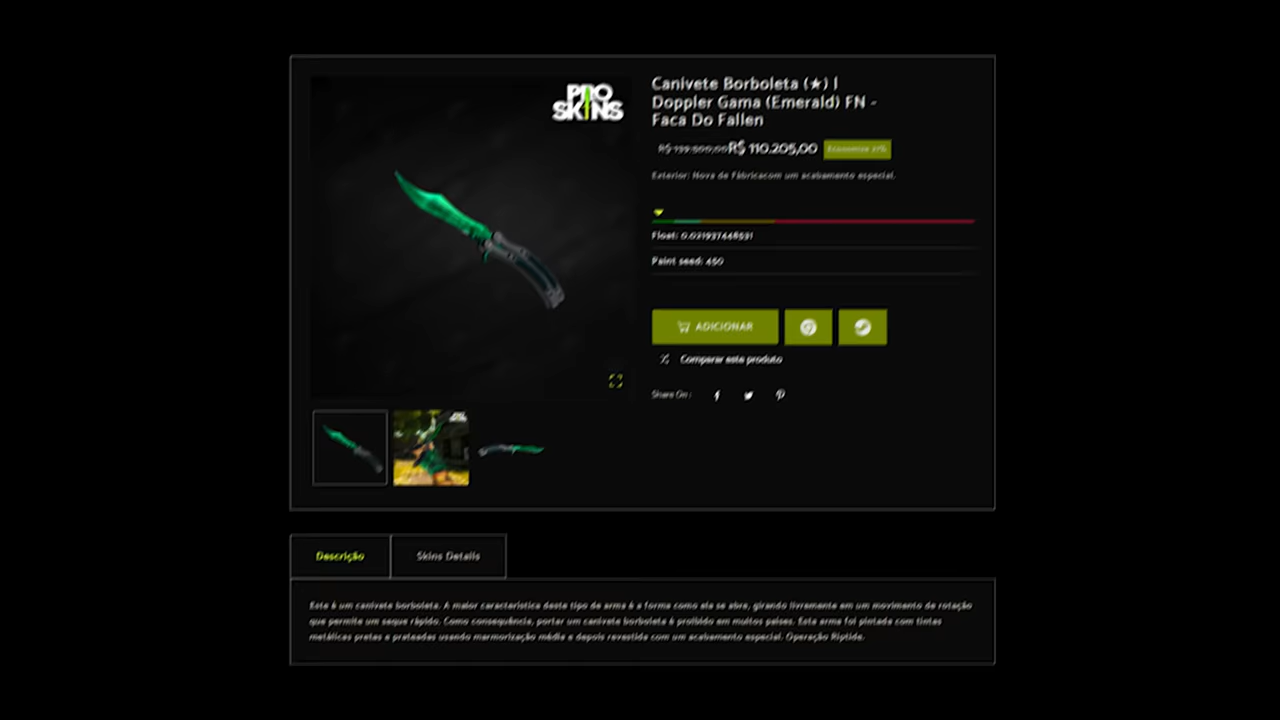 PRO
SKINS
Canivete Borboleta (★) |
Doppler Gama (Emerald) FN -
Faca Do Fallen
R$ 110.205,00
Exterior: Nova de Fábricacom um acabamento especial.
Float:
Paint seed: 450
ADICIONAR
Comparar este produto
Share On:
Descrição
Skins Details
Este é um canivete borboleta. A maior característica deste tipo de arma é a forma como ela se abre, girando livremente em um movimento de rotação
que permite um saque rápido. Como consequência, portar um canivete borboleta é proibido em muitos países. Esta arma foi pintada com tintas
metálicas pretas e prateadas usando marmorização média e depois revestida com um acabamento especial. Operação Riptide.